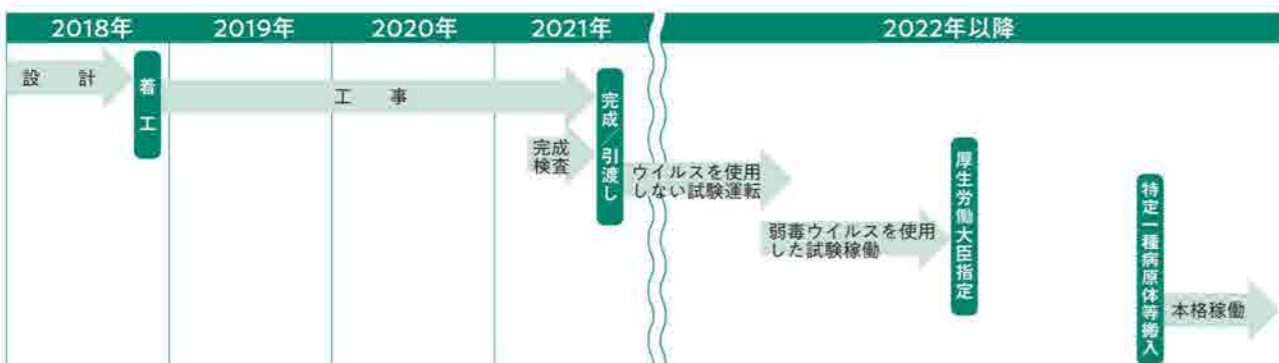 2018年
2019年
2020年
2021年
2022年以降
設計
着工
工事
完成／引渡し
完成
検査
ウイルスを使用
しない試験運転
弱毒ウイルスを使用
した試験稼働
厚生労働大臣指定
特定一種病原体等搬入
本格稼働